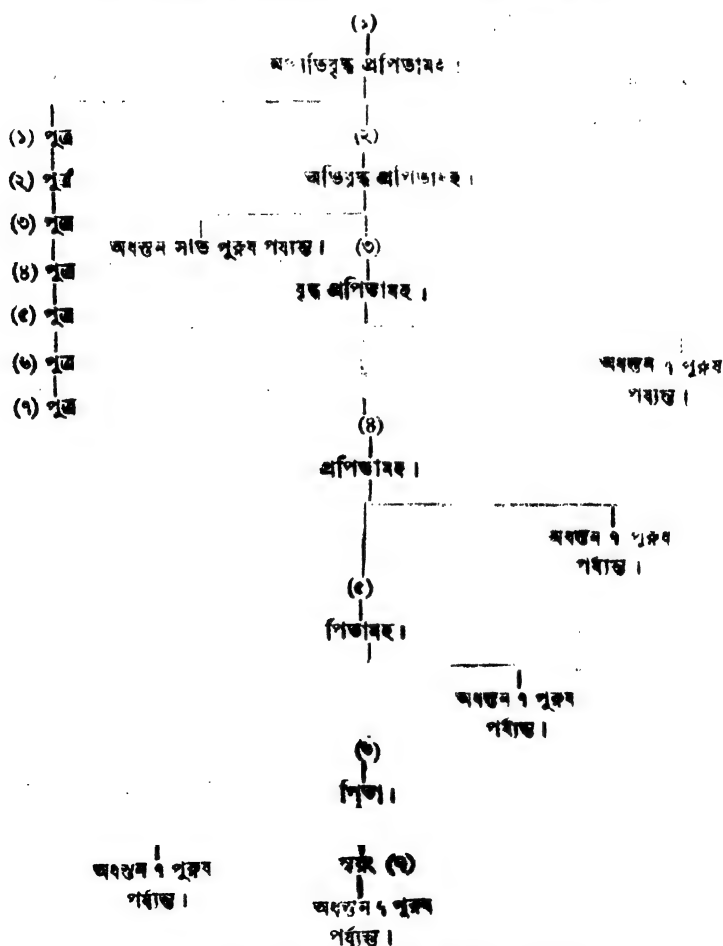 (১)
প্রপিতামহ।
(১) পুত্র
(২)
(২) পুত্র
অতিবৃদ্ধ প্রপিতামহ।
(৩) পুত্র
অধস্তন সাত পুরুষ পর্য্যন্ত।
(৩)
(৪) পুত্র
বৃদ্ধ প্রপিতামহ।
(৫) পুত্র
(৬) পুত্র
অধস্তন ৭ পুরুষ
পর্য্যন্ত।
(৭) পুত্র
(৪)
প্রপিতামহ।
অধস্তন ৭ পুরুষ
পর্য্যন্ত।
(৫)
পিতামহ।
অধস্তন ৭ পুরুষ
পর্য্যন্ত।
(৬)
পিতা।
অধস্তন ৭ পুরুষ
পর্য্যন্ত।
স্বয়ং (৭)
অধস্তন ৭ পুরুষ
পর্য্যন্ত।